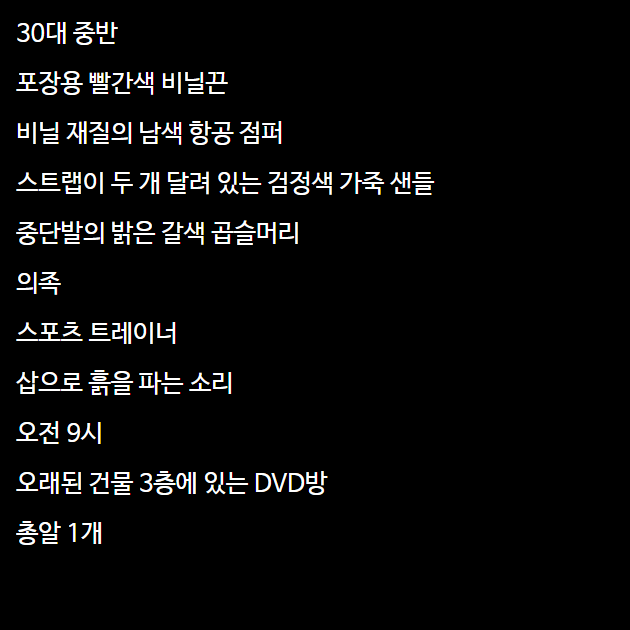 30대 중반
포장용 빨간색 비닐끈
비닐 재질의 남색 항공 점퍼
스트랩이 두 개 달려 있는 검정색 가죽 샌들
중단발의 밝은 갈색 곱슬머리
의족
스포츠 트레이너
삽으로 흙을 파는 소리
오전 9시
오래된 건물 3층에 있는 DVD방
총알 1개